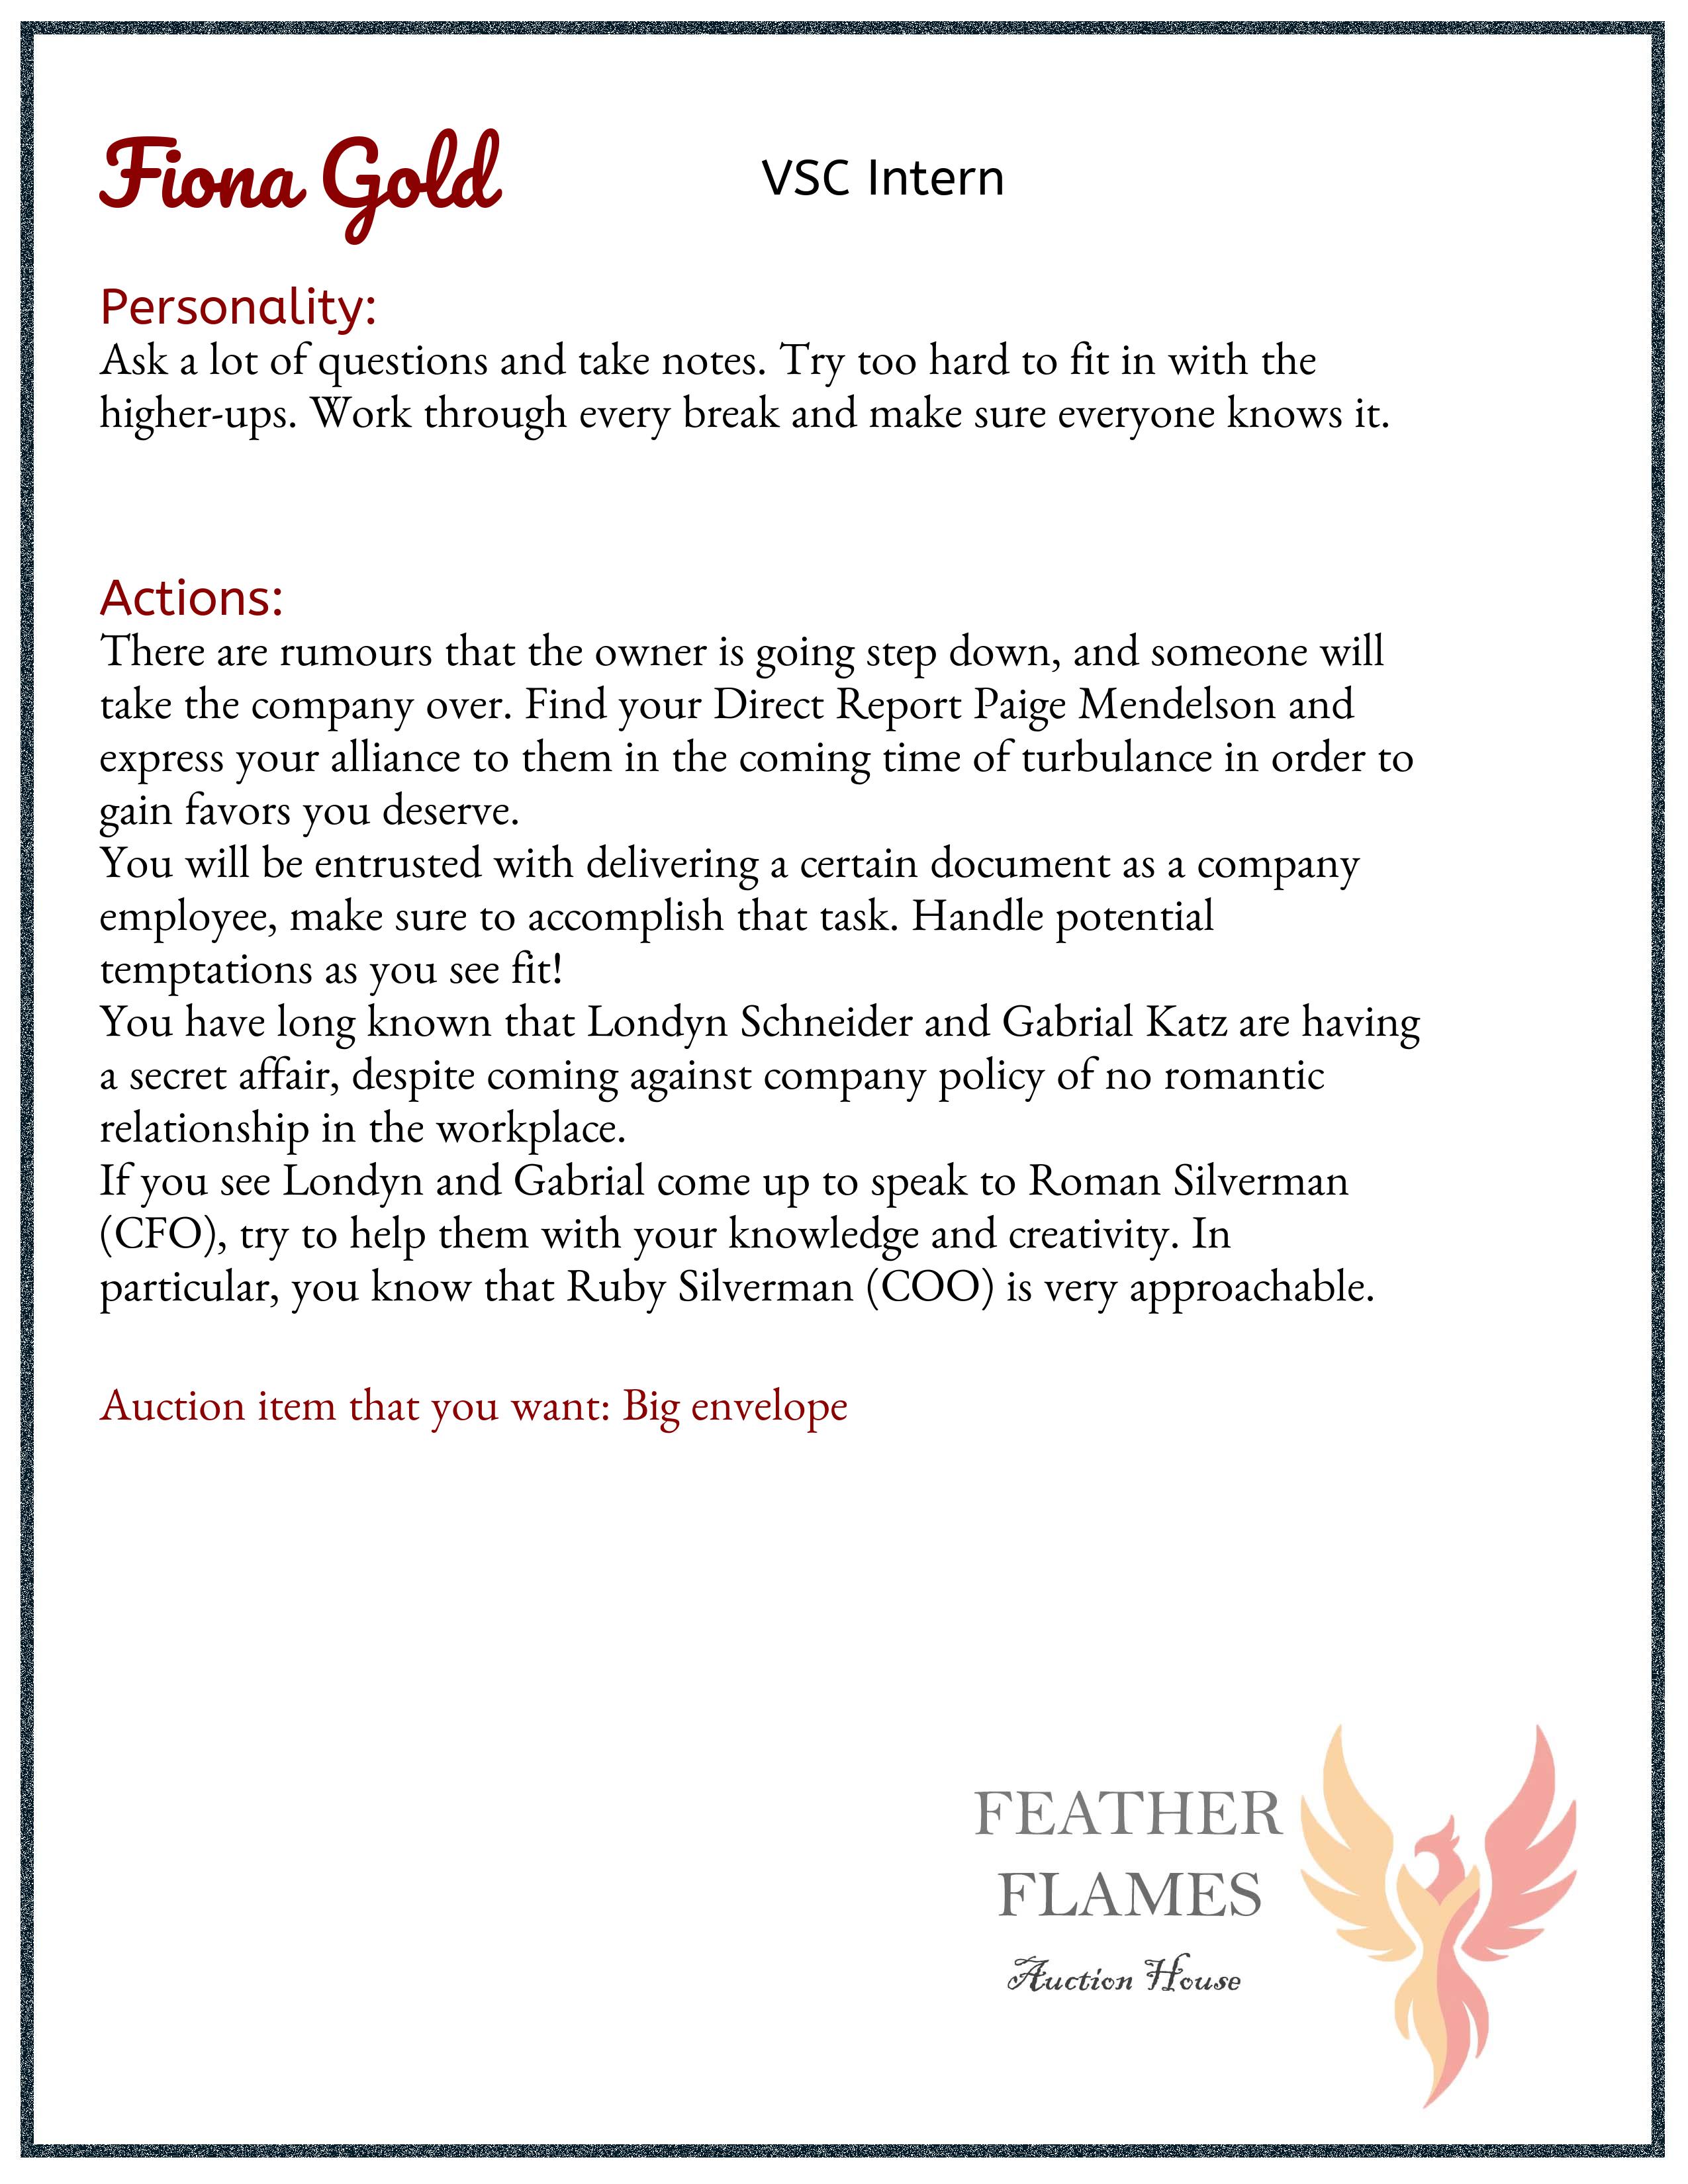 Fiona Gold
VSC Intern
Personality:
Ask a lot of questions and take notes. Try too hard to fit in with the
higher-ups. Work through every break and make sure everyone knows it.
Actions:
There are rumours that the owner is going step down, and someone will
take the company over. Find your Direct Report Paige Mendelson and
express your alliance to them in the coming time of turbulance in order to
gain favors you deserve.
You will be entrusted with delivering a certain document as a company
employee, make sure to accomplish that task. Handle potential
temptations as you see fit!
You have long known that Londyn Schneider and Gabrial Katz are having
a secret affair, despite coming against company policy of no romantic
relationship in the workplace.
If you see Londyn and Gabrial come up to speak to Roman Silverman
(CFO), try to help them with your knowledge and creativity. In
particular, you know that Ruby Silverman (COO) is very approachable.
Auction item that you want: Big envelope
FEATHER
FLAMES
Auction House